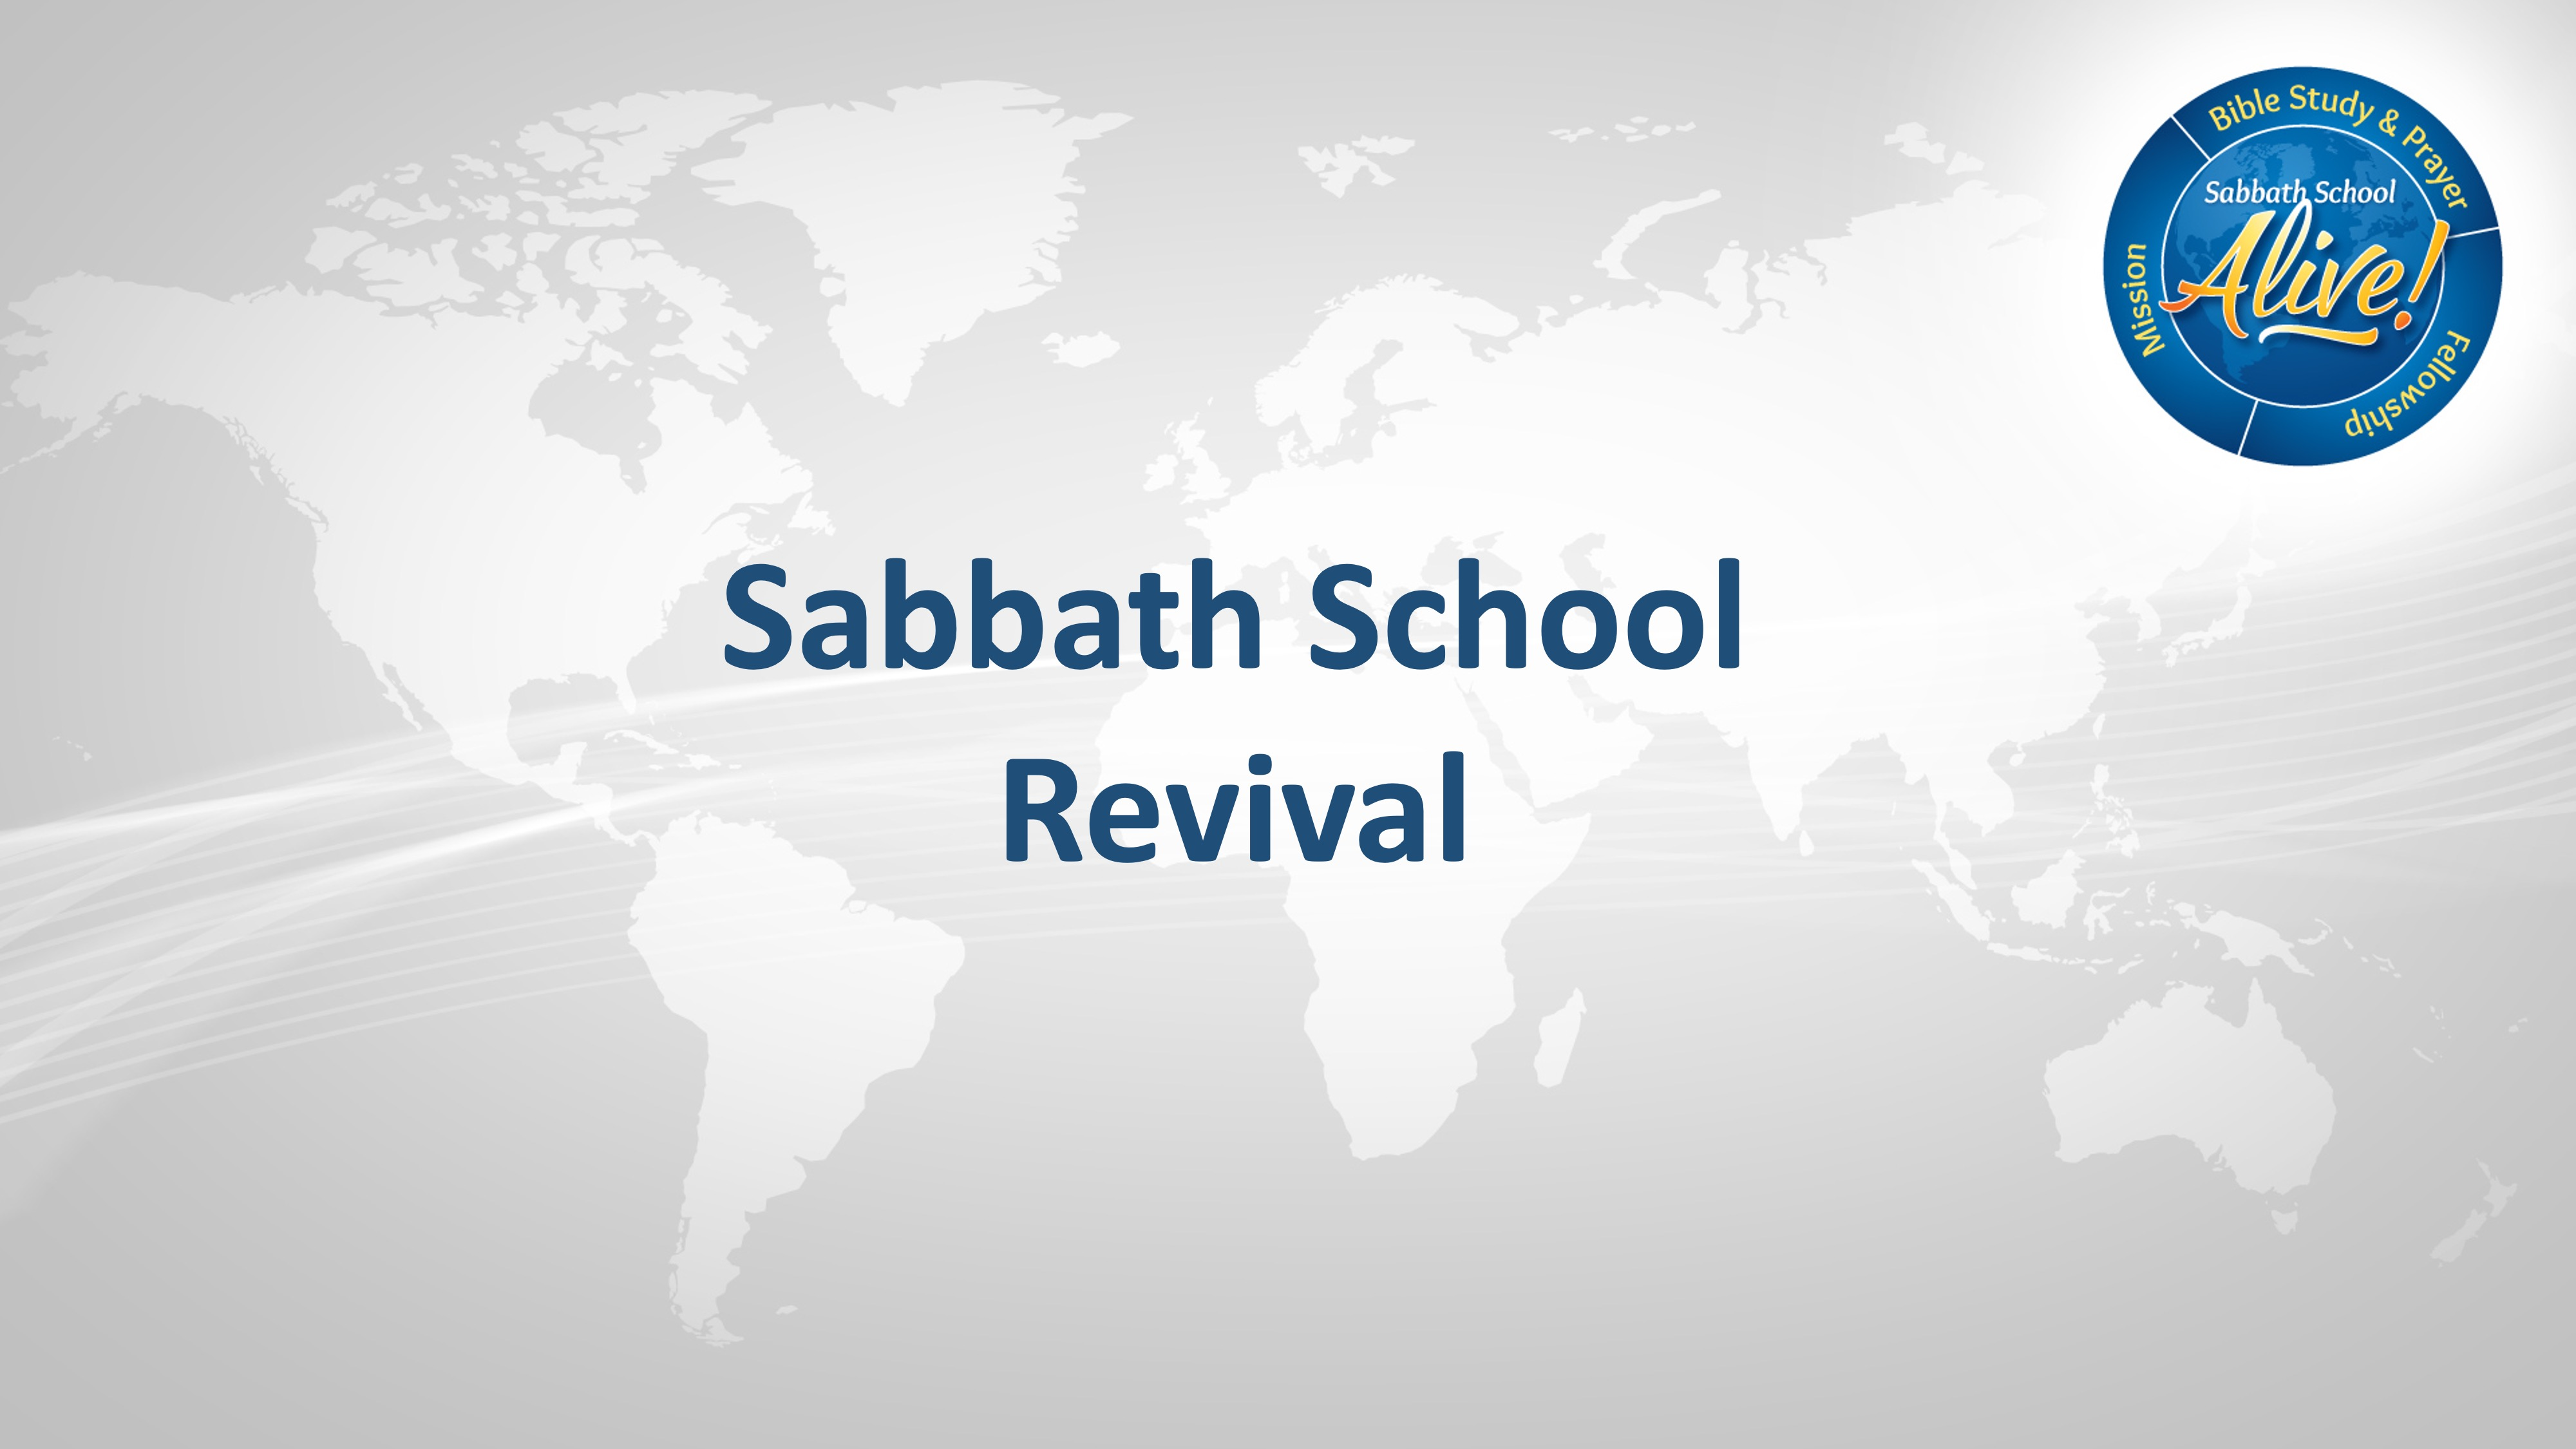 Bible Study & Prayer
Sabbath School
Alive!
Mission
Fellowship
Sabbath School
Revival